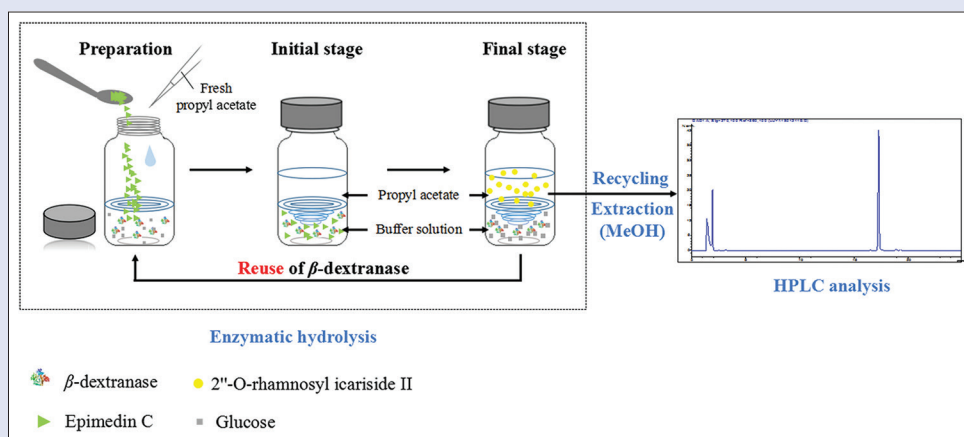 Preparation
Initial stage
Final stage
Fresh
propyl acetate
Propyl acetate
Buffer solution
Reuse of β-dextranase
Recycling
Extraction
(MeOH)
HPLC analysis
Enzymatic hydrolysis
β-dextranase
2''-O-rhamnosyl icariside II
Epimedin C
Glucose